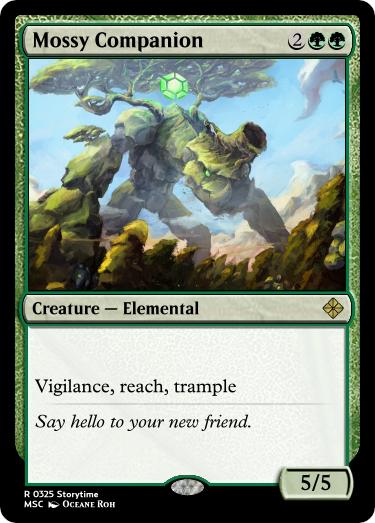 Mossy Companion 2
Creature — Elemental
Vigilance, reach, trample
Say hello to your new friend.
5/5
R 0325 Storytime
MSC Oceane Roh